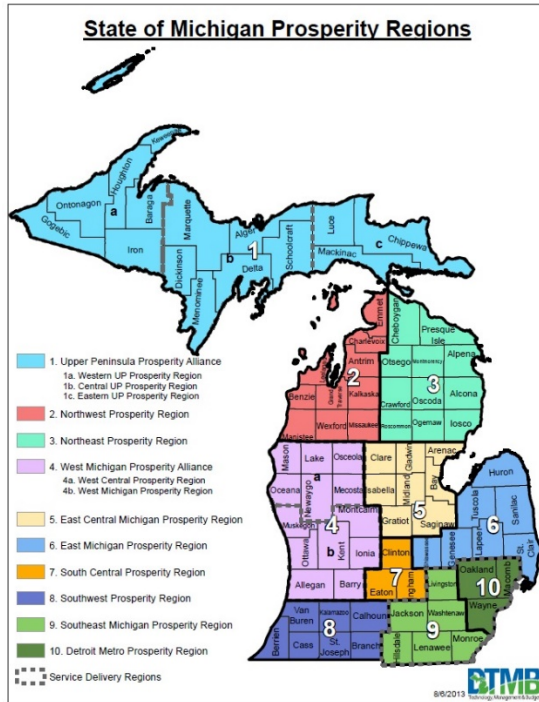 State of Michigan Prosperity Regions
Keweenaw
Houghton
Ontonagon
a
Baraga
Gogebic
Iron
Marquette
Alger
Luce
1
b
Schoolcraft
Chippewa
c
Mackinac
Dickinson
Delta
Menominee
Emmet
Cheboygan
Presque
Isle
Charlevoix
Antrim
Otsego
Montmorency
Alpena
Leelanau
2
3
Benzie
Grand
Traverse
Kalkaska
Crawford
Oscoda
Alcona
Manistee
Wexford
Missaukee
Roscommon
Ogemaw
Iosco
Mason
Lake
Osceola
Clare
Gladwin
Arenac
a
Huron
Oceana
Newaygo
Mecosta
Isabella
Midland
Bay
5
Tuscola
Sanilac
6
Montcalm
Gratiot
Saginaw
Muskegon
4
Lapeer
Genesee
St.
Clair
Ottawa
b
Kent
Ionia
Clinton
Oakland
Macomb
Allegan
Barry
Eaton
7
Ingham
Livingston
10
Wayne
Van
Buren
Kalamazoo
Calhoun
Jackson
Washtenaw
8
9
Berrien
Cass
St.
Joseph
Branch
Hillsdale
Lenawee
Monroe
1. Upper Peninsula Prosperity Alliance
1a. Western UP Prosperity Region
1b. Central UP Prosperity Region
1c. Eastern UP Prosperity Region
2. Northwest Prosperity Region
3. Northeast Prosperity Region
4. West Michigan Prosperity Alliance
4a. West Central Prosperity Region
4b. West Michigan Prosperity Region
5. East Central Michigan Prosperity Region
6. East Michigan Prosperity Region
7. South Central Prosperity Region
8. Southwest Prosperity Region
9. Southeast Michigan Prosperity Region
10. Detroit Metro Prosperity Region
Service Delivery Regions
8/6/2013
DTMB
Technology, Management & Budget